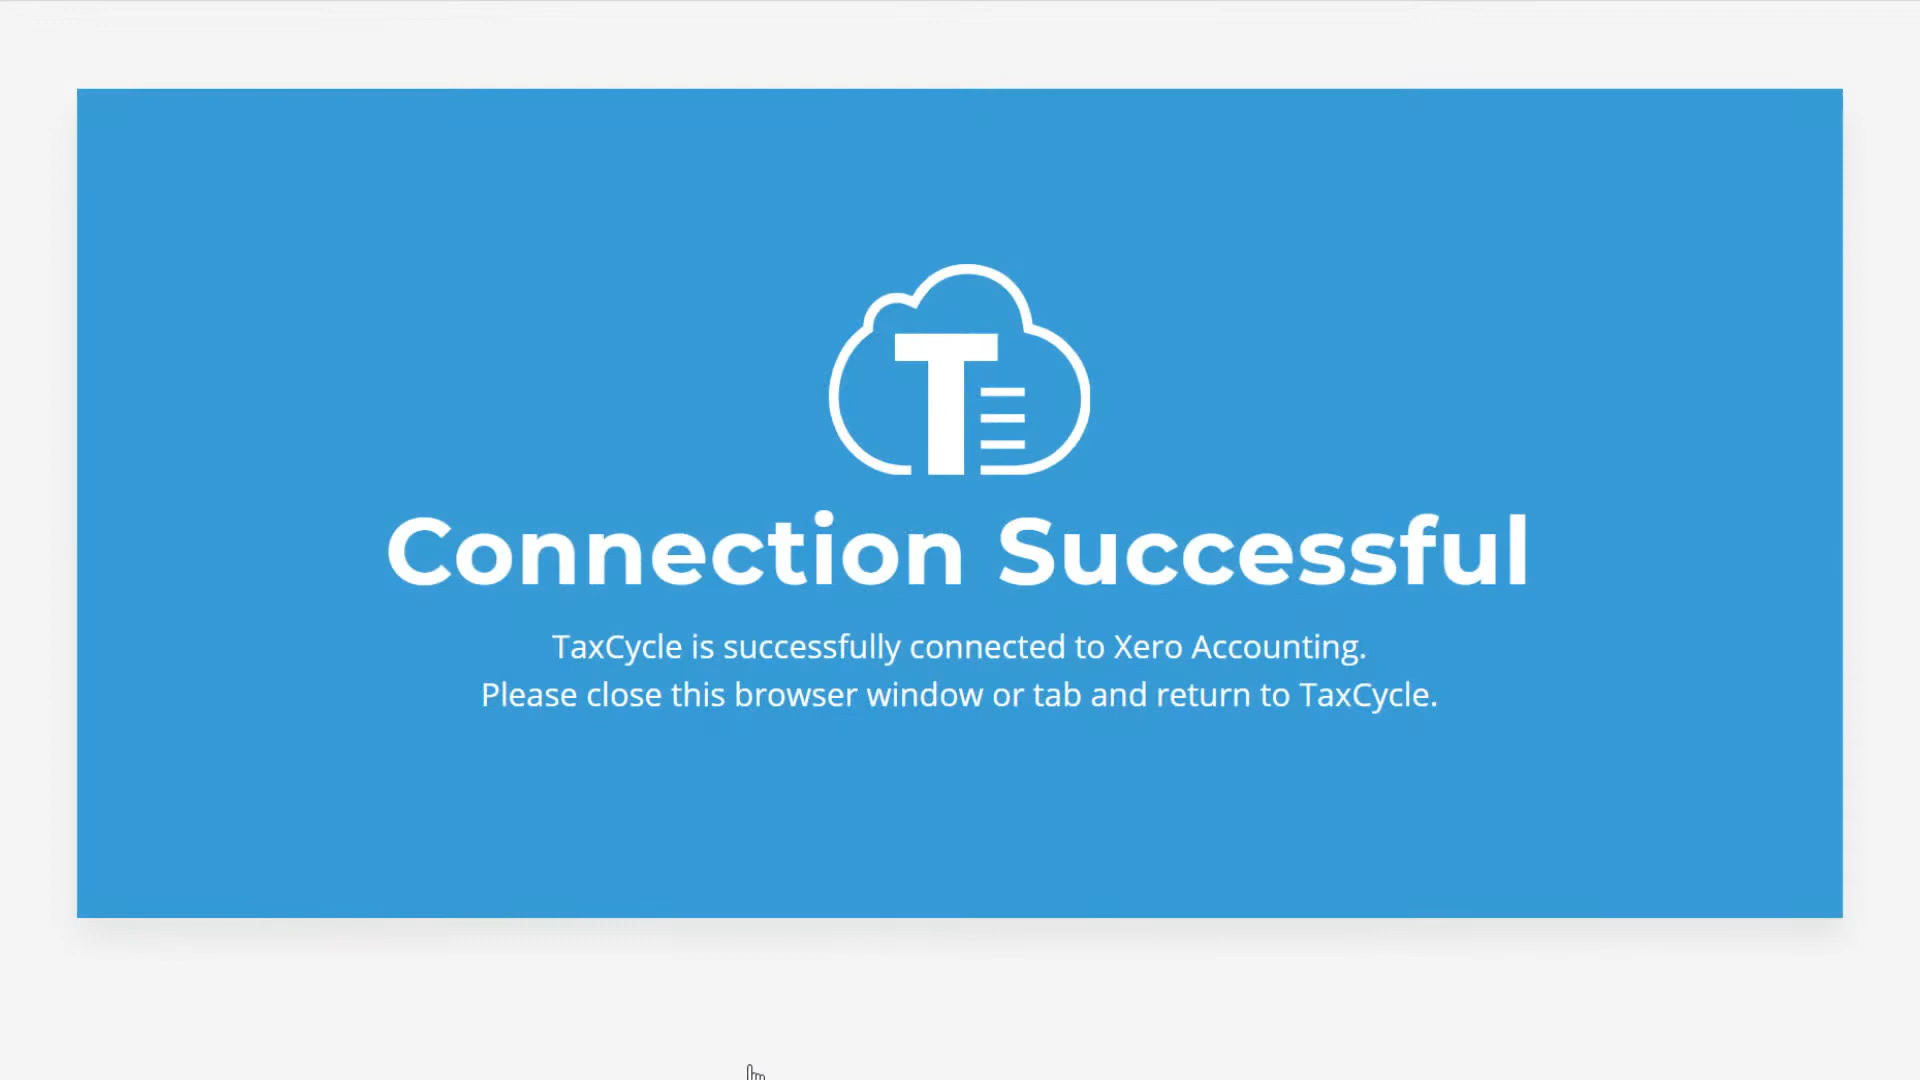 T
Connection Successful
TaxCycle is successfully connected to Xero Accounting.
Please close this browser window or tab and return to TaxCycle.